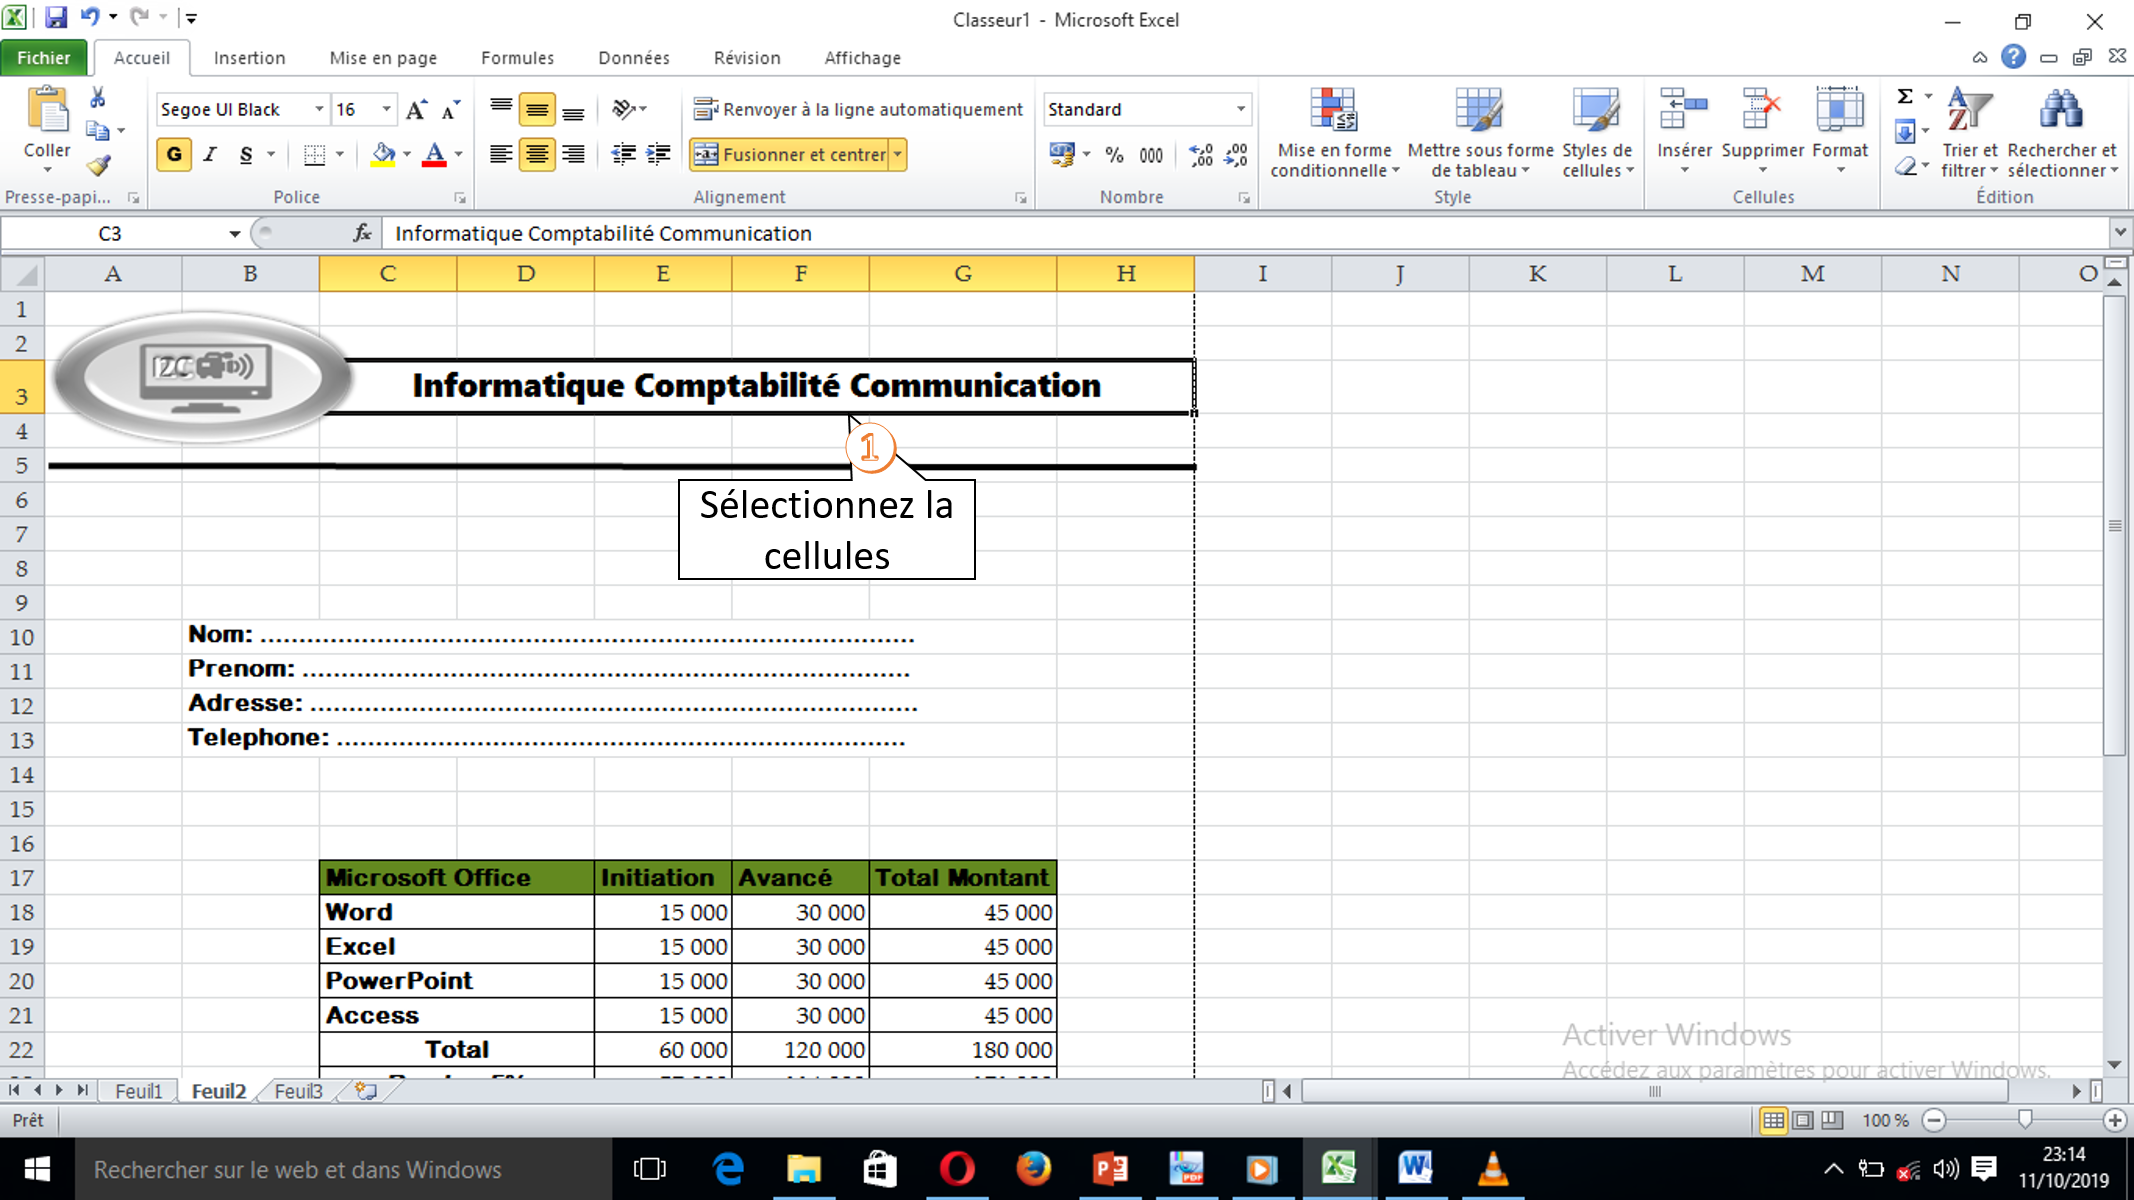 Classeur1 - Microsoft Excel
Fichier Accueil Insertion Mise en page Formules Données Révision Affichage
Coller
Segoe UI Black 16
G I S
Renvoyer à la ligne automatiquement
Fusionner et centrer
Standard
% 000
Mise en forme conditionnelle
Mettre sous forme de tableau
Styles de cellules
Insérer Supprimer Format
Trier et filtrer
Rechercher et sélectionner
Presse-papi... Police Alignement Nombre Style Cellules Édition
C3 fx Informatique Comptabilité Communication
A B C D E F G H I J K L M N O
1
2
I2C
3 Informatique Comptabilité Communication
4
1
5
Sélectionnez la
cellules
6
7
8
9
10 Nom: ....................................................................................
11 Prenom: ..............................................................................
12 Adresse: ..............................................................................
13 Telephone: .........................................................................
14
15
16
17 Microsoft Office Initiation Avancé Total Montant
18 Word 15 000 30 000 45 000
19 Excel 15 000 30 000 45 000
20 PowerPoint 15 000 30 000 45 000
21 Access 15 000 30 000 45 000
22 Total 60 000 120 000 180 000
Activer Windows
Accédez aux paramètres pour activer Windows.
Feuil1 Feuil2 Feuil3
Prêt 100 %
Rechercher sur le web et dans Windows
23:14
11/10/2019